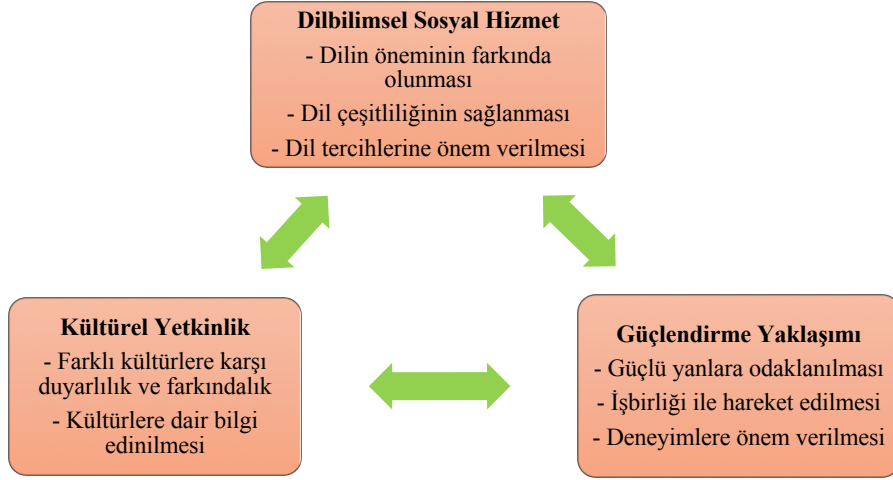 Dilbilimsel Sosyal Hizmet
- Dilin öneminin farkında
olunması
- Dil çeşitliliğinin sağlanması
- Dil tercihlerine önem verilmesi
Kültürel Yetkinlik
- Farklı kültürlere karşı
duyarlılık ve farkındalık
- Kültürlere dair bilgi
edinilmesi
Güçlendirme Yaklaşımı
- Güçlü yanlara odaklanılması
- İşbirliği ile hareket edilmesi
- Deneyimlere önem verilmesi